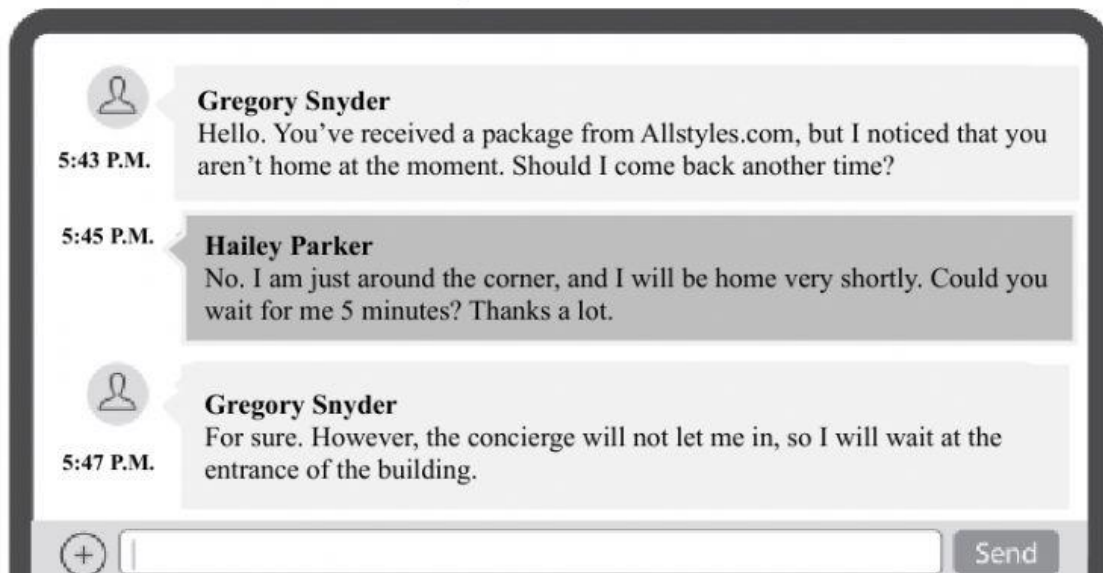 Gregory Snyder
Hello. You've received a package from Allstyles.com, but I noticed that you
5:43 P.M.
aren't home at the moment. Should I come back another time?
5:45 P.M.
Hailey Parker
No. I am just around the corner, and I will be home very shortly. Could you
wait for me 5 minutes? Thanks a lot.
Gregory Snyder
For sure. However, the concierge will not let me in, so I will wait at the
5:47 P.M.
entrance of the building.
Send